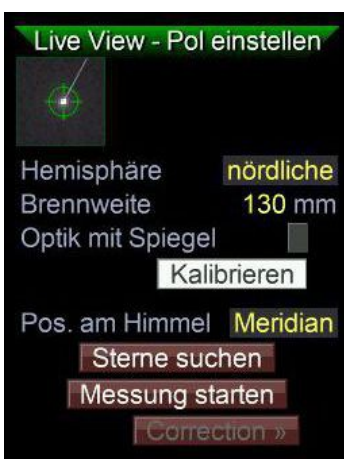 Live View - Pol einstellen
Hemisphäre nördliche
Brennweite 130 mm
Optik mit Spiegel
Kalibrieren
Pos. am Himmel Meridian
Sterne suchen
Messung starten
Correction »